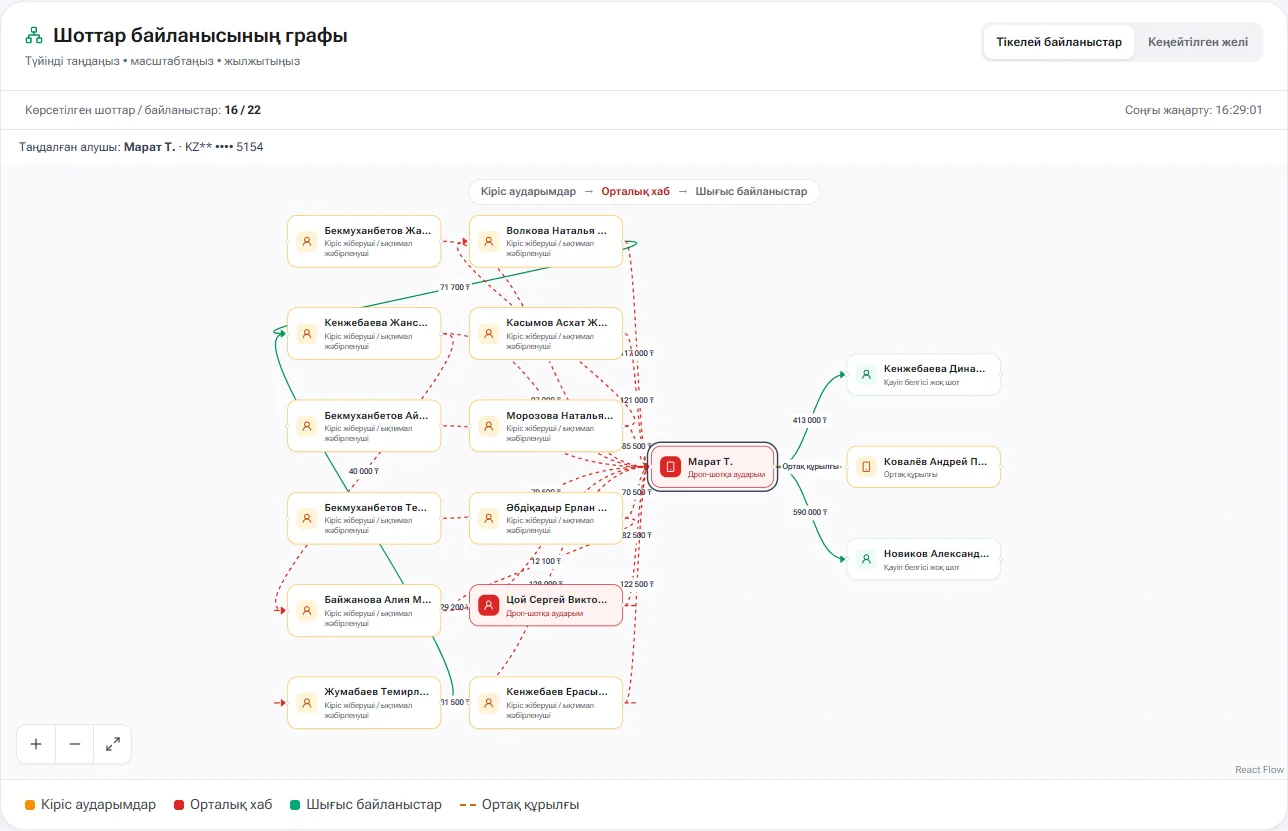 Шоттар байланысының графы
Түйінді таңдаңыз • масштабтаңыз • жылжытыңыз
Тікелей байланыстар
Кеңейтілген желі
Көрсетілген шоттар / байланыстар: 16 / 22
Соңғы жаңарту: 16:29:01
Таңдалған алушы: Марат Т. · KZ** •••• 5154
Кіріс аударымдар → Орталық хаб → Шығыс байланыстар
Бекмуханбетов Жа...
Кіріс жіберуші / ықтимал
жәбірленуші
Волкова Наталья ...
Кіріс жіберуші / ықтимал
жәбірленуші
71 700 ₸
Кенжебаева Жанс...
Кіріс жіберуші / ықтимал
жәбірленуші
Касымов Асхат Ж...
Кіріс жіберуші / ықтимал
жәбірленуші
117 000 ₸
Кенжебаева Дина...
Қауіп белгісі жоқ шот
121 000 ₸
Бекмуханбетов Ай...
Кіріс жіберуші / ықтимал
жәбірленуші
Морозова Наталья...
Кіріс жіберуші / ықтимал
жәбірленуші
413 000 ₸
85 500 ₸
40 000 ₸
Марат Т.
Дроп-шотқа аударым
Ортақ құрылғы
Ковалёв Андрей П...
Ортақ құрылғы
70 500 ₸
Бекмуханбетов Те...
Кіріс жіберуші / ықтимал
жәбірленуші
Әбдіқадыр Ерлан ...
Кіріс жіберуші / ықтимал
жәбірленуші
590 000 ₸
82 500 ₸
12 100 ₸
Новиков Александ...
Қауіп белгісі жоқ шот
122 500 ₸
Байжанова Алия М...
Кіріс жіберуші / ықтимал
жәбірленуші
Цой Сергей Викто...
Дроп-шотқа аударым
Жумабаев Темирл...
Кіріс жіберуші / ықтимал
жәбірленуші
Кенжебаев Ерасы...
Кіріс жіберуші / ықтимал
жәбірленуші
React Flow
Кіріс аударымдар
Орталық хаб
Шығыс байланыстар
Ортақ құрылғы